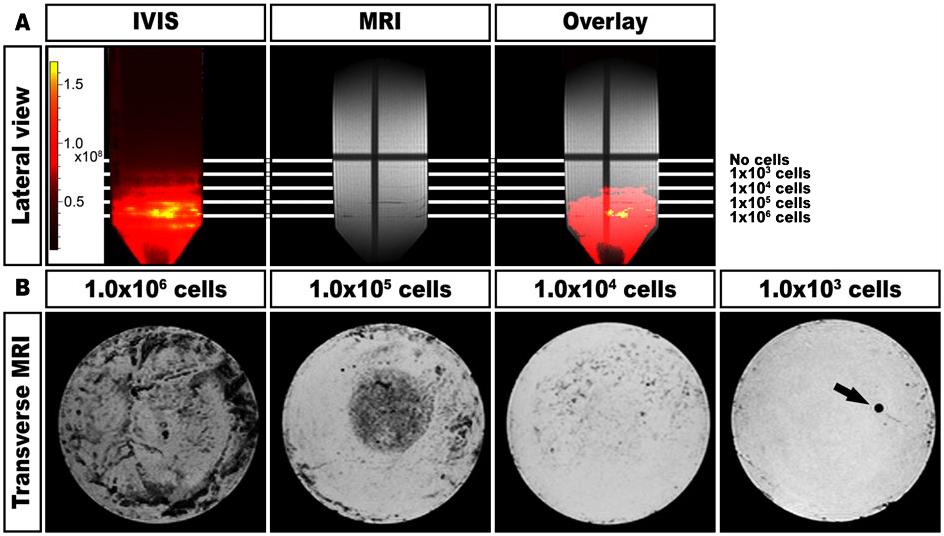 A
IVIS
MRI
Overlay
Lateral view
1.5
1.0
x10⁸
0.5
No cells
1x10³ cells
1x10⁴ cells
1x10⁵ cells
1x10⁶ cells
B
1.0x10⁶ cells
1.0x10⁵ cells
1.0x10⁴ cells
1.0x10³ cells
Transverse MRI